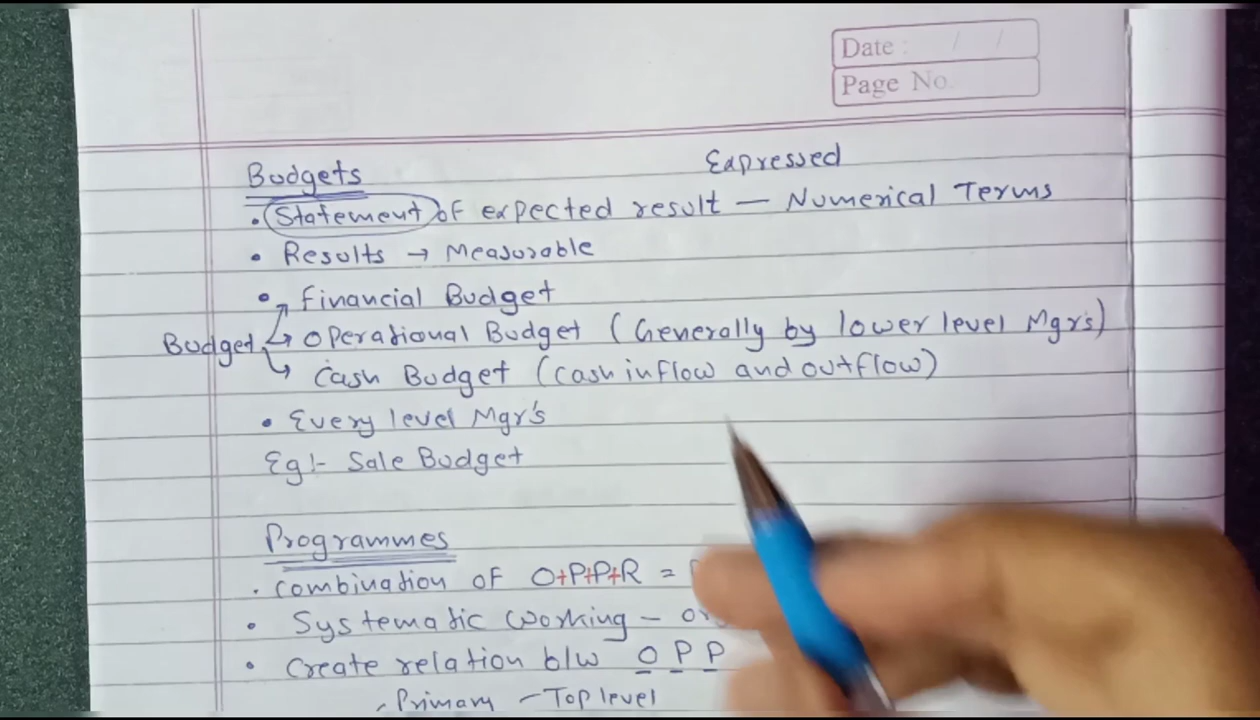 Date : / /
Page No.
Budgets
Expressed
• Statement of expected result — Numerical Terms
• Results → Measurable
• Financial Budget
Budget → Operational Budget (Generally by lower level Mgr's)
→ Cash Budget (cash inflow and outflow)
• Every level Mgr's
Eg!- Sale Budget
Programmes
• Combination of O+P+P+R =
• Systematic working —
• Create relation b/w O P P
Primary - Top level